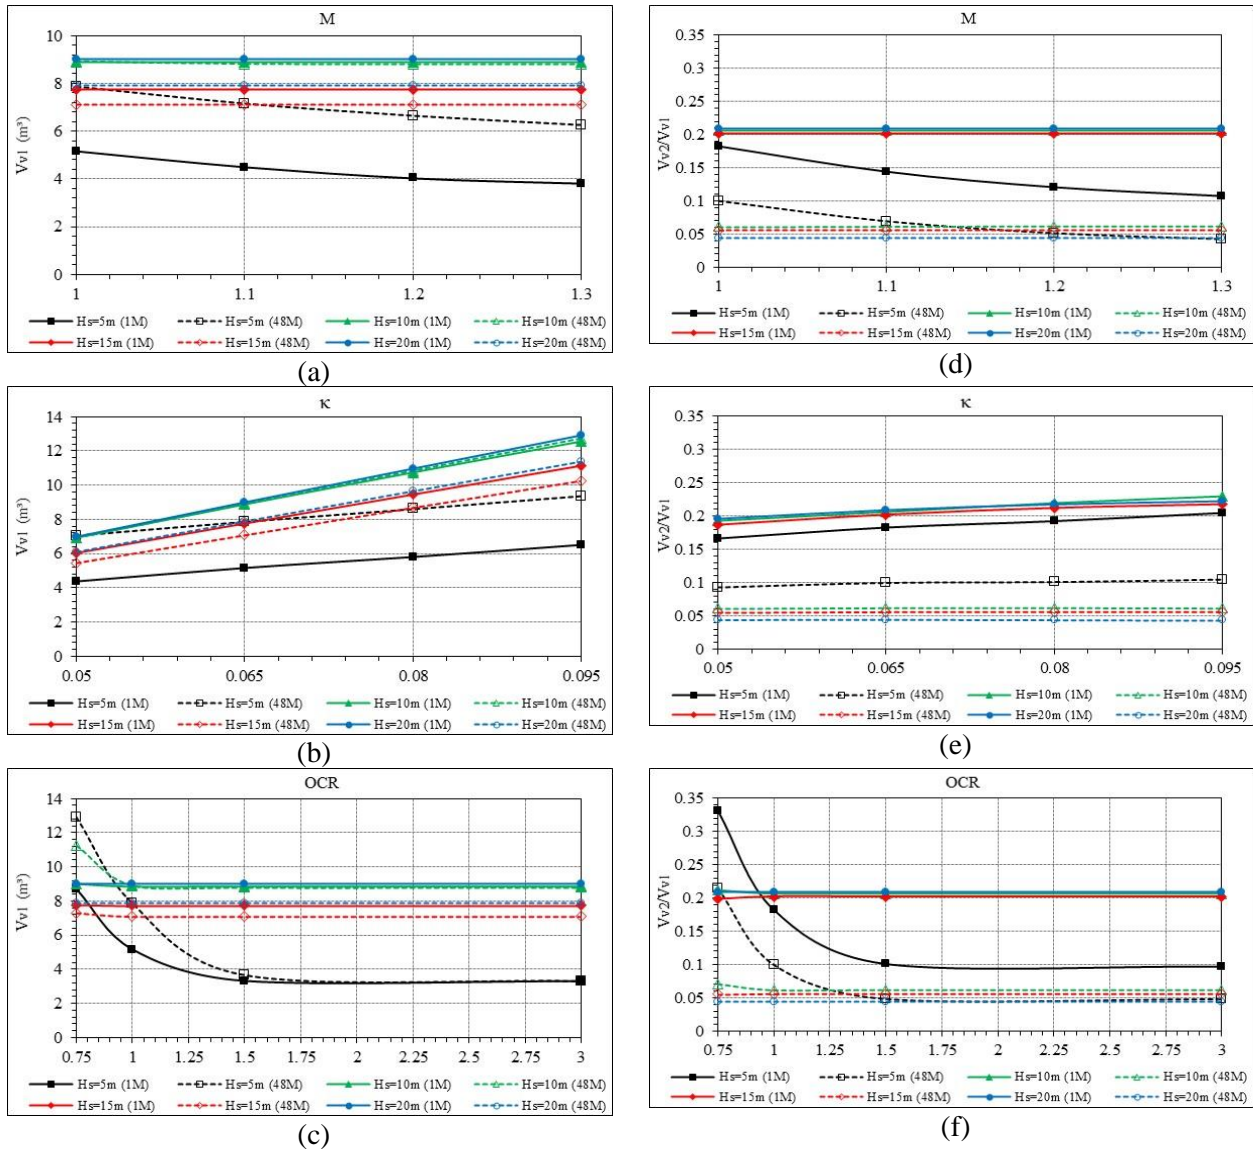 M
Vv1 (m³)
10
8
6
4
2
0
1 1.1 1.2 1.3
Hs=5m (1M) Hs=5m (48M) Hs=10m (1M) Hs=10m (48M)
Hs=15m (1M) Hs=15m (48M) Hs=20m (1M) Hs=20m (48M)
(a)
M
Vv2/Vv1
0.35
0.3
0.25
0.2
0.15
0.1
0.05
0
1 1.1 1.2 1.3
Hs=5m (1M) Hs=5m (48M) Hs=10m (1M) Hs=10m (48M)
Hs=15m (1M) Hs=15m (48M) Hs=20m (1M) Hs=20m (48M)
(d)
κ
Vv1 (m³)
14
12
10
8
6
4
2
0
0.05 0.065 0.08 0.095
Hs=5m (1M) Hs=5m (48M) Hs=10m (1M) Hs=10m (48M)
Hs=15m (1M) Hs=15m (48M) Hs=20m (1M) Hs=20m (48M)
(b)
κ
Vv2/Vv1
0.35
0.3
0.25
0.2
0.15
0.1
0.05
0
0.05 0.065 0.08 0.095
Hs=5m (1M) Hs=5m (48M) Hs=10m (1M) Hs=10m (48M)
Hs=15m (1M) Hs=15m (48M) Hs=20m (1M) Hs=20m (48M)
(e)
OCR
Vv1 (m³)
14
12
10
8
6
4
2
0
0.75 1 1.25 1.5 1.75 2 2.25 2.5 2.75 3
Hs=5m (1M) Hs=5m (48M) Hs=10m (1M) Hs=10m (48M)
Hs=15m (1M) Hs=15m (48M) Hs=20m (1M) Hs=20m (48M)
(c)
OCR
Vv2/Vv1
0.35
0.3
0.25
0.2
0.15
0.1
0.05
0
0.75 1 1.25 1.5 1.75 2 2.25 2.5 2.75 3
Hs=5m (1M) Hs=5m (48M) Hs=10m (1M) Hs=10m (48M)
Hs=15m (1M) Hs=15m (48M) Hs=20m (1M) Hs=20m (48M)
(f)